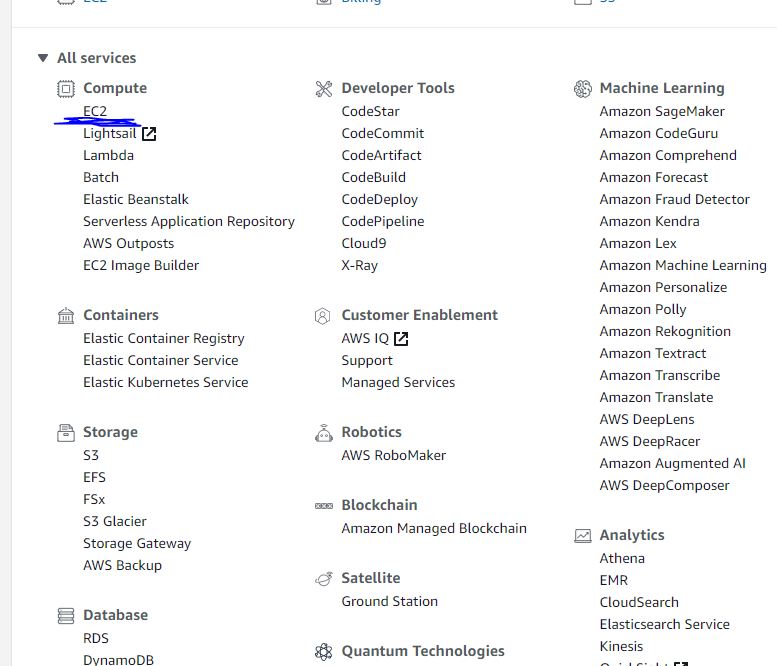 EC2
Billing
S3
All services
Compute
EC2
Lightsail
Lambda
Batch
Elastic Beanstalk
Serverless Application Repository
AWS Outposts
EC2 Image Builder
Containers
Elastic Container Registry
Elastic Container Service
Elastic Kubernetes Service
Storage
S3
EFS
FSx
S3 Glacier
Storage Gateway
AWS Backup
Database
RDS
DynamoDB
Developer Tools
CodeStar
CodeCommit
CodeArtifact
CodeBuild
CodeDeploy
CodePipeline
Cloud9
X-Ray
Customer Enablement
AWS IQ
Support
Managed Services
Robotics
AWS RoboMaker
Blockchain
Amazon Managed Blockchain
Satellite
Ground Station
Quantum Technologies
Machine Learning
Amazon SageMaker
Amazon CodeGuru
Amazon Comprehend
Amazon Forecast
Amazon Fraud Detector
Amazon Kendra
Amazon Lex
Amazon Machine Learning
Amazon Personalize
Amazon Polly
Amazon Rekognition
Amazon Textract
Amazon Transcribe
Amazon Translate
AWS DeepLens
AWS DeepRacer
Amazon Augmented AI
AWS DeepComposer
Analytics
Athena
EMR
CloudSearch
Elasticsearch Service
Kinesis
QuickSight